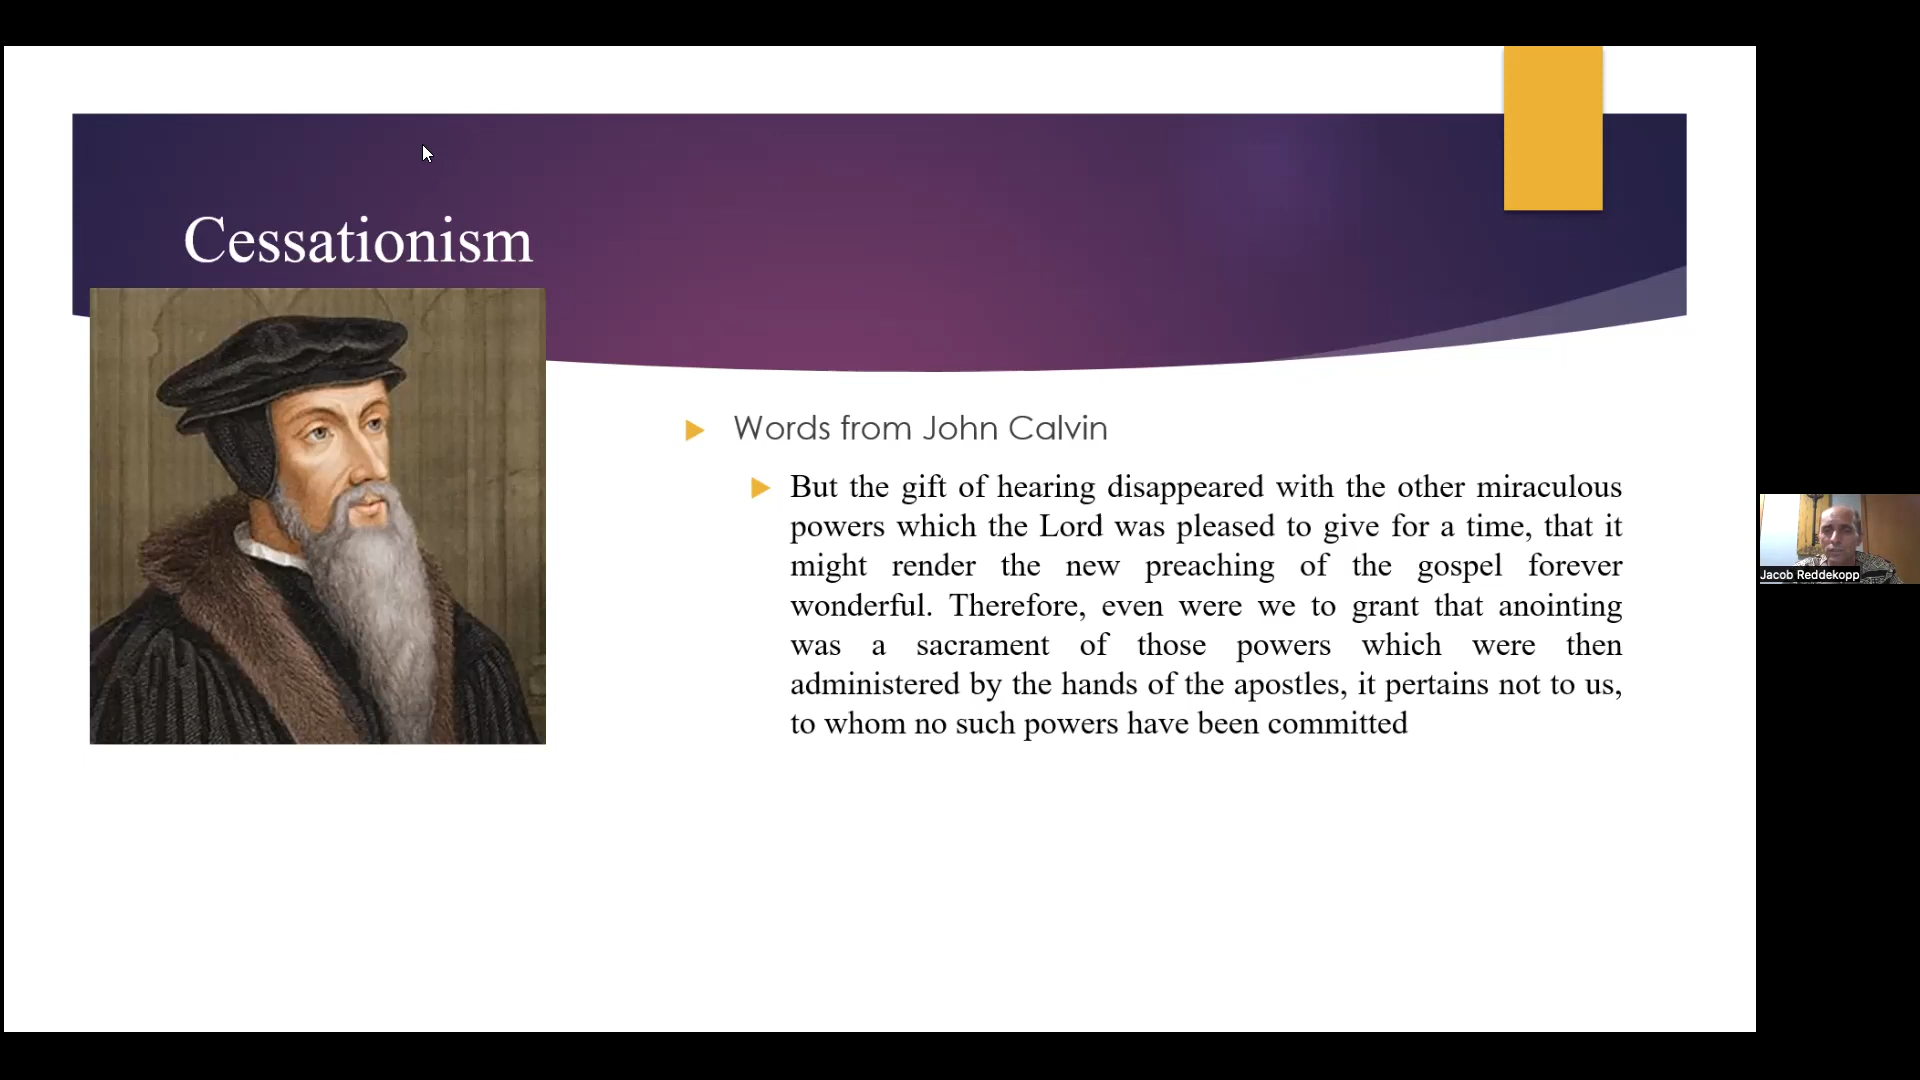 Cessationism
Words from John Calvin
But the gift of hearing disappeared with the other miraculous
powers which the Lord was pleased to give for a time, that it
might render the new preaching of the gospel forever
wonderful. Therefore, even were we to grant that anointing
was a sacrament of those powers which were then
administered by the hands of the apostles, it pertains not to us,
to whom no such powers have been committed
Jacob Reddekopp